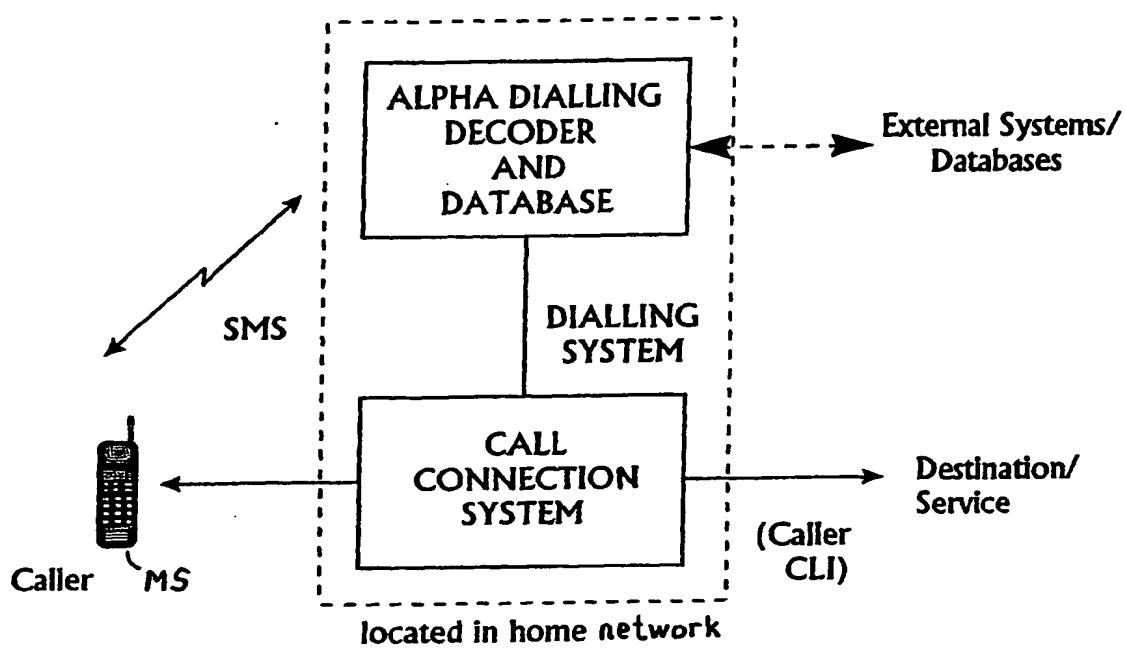 ALPHA DIALLING
DECODER
AND
DATABASE
External Systems/
Databases
SMS
DIALLING
SYSTEM
CALL
CONNECTION
SYSTEM
Destination/
Service
(Caller
CLI)
Caller
MS
located in home network